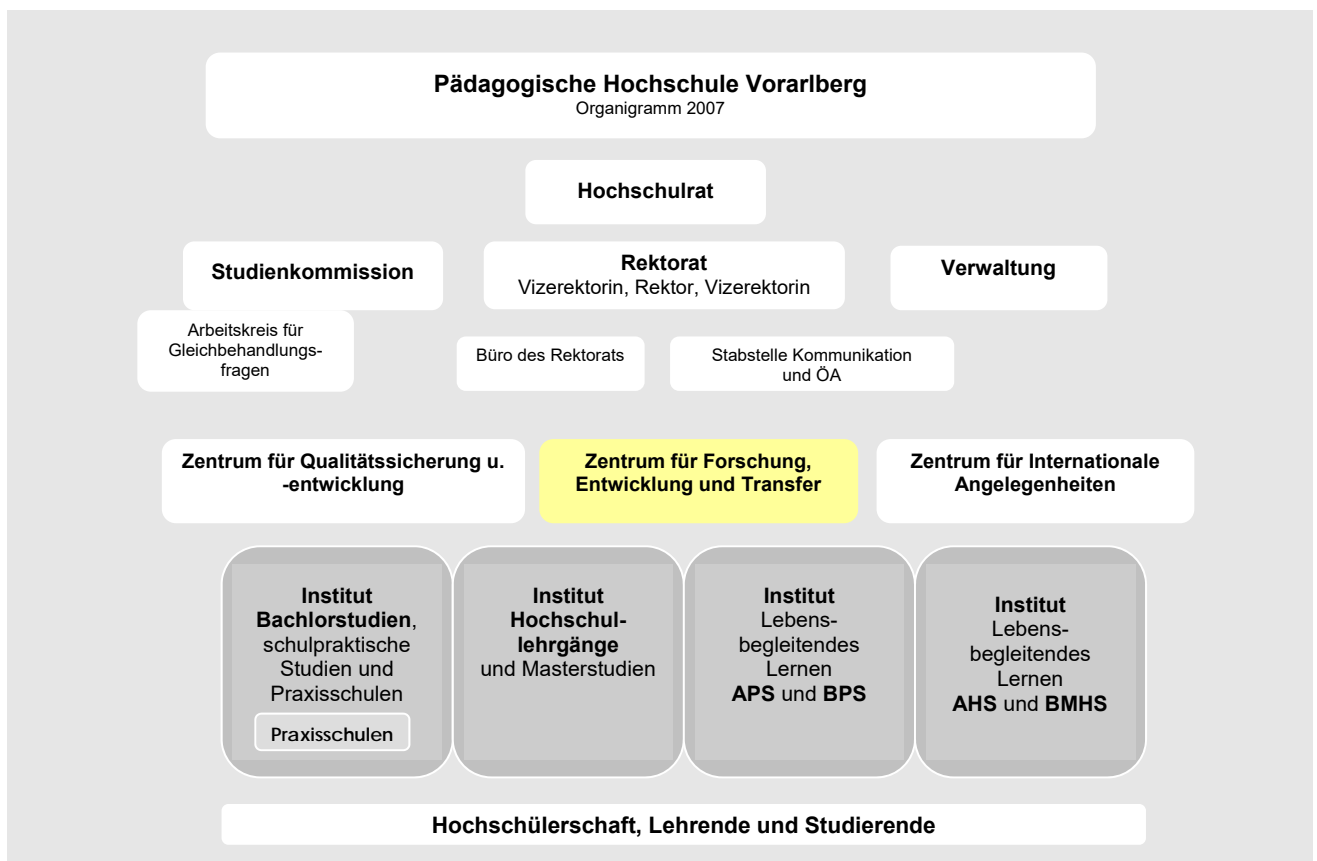 Pädagogische Hochschule Vorarlberg
Organigramm 2007
Hochschulrat
Studienkommission
Rektorat
Vizerektorin, Rektor, Vizerektorin
Verwaltung
Arbeitskreis für
Gleichbehandlungs-
fragen
Büro des Rektorats
Stabstelle Kommunikation
und ÖA
Zentrum für Qualitätssicherung u.
-entwicklung
Zentrum für Forschung,
Entwicklung und Transfer
Zentrum für Internationale
Angelegenheiten
Institut
Bachlorstudien,
schulpraktische
Studien und
Praxisschulen
Praxisschulen
Institut
Hochschul-
lehrgänge
und Masterstudien
Institut
Lebens-
begleitendes
Lernen
APS und BPS
Institut
Lebens-
begleitendes
Lernen
AHS und BMHS
Hochschülerschaft, Lehrende und Studierende